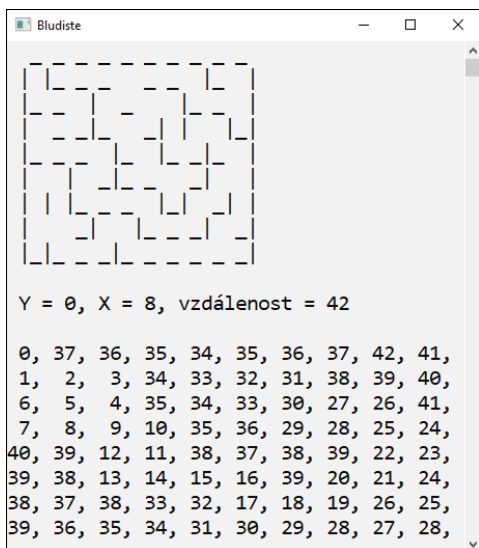 Bludiste
 _ _ _ _ _ _ _ _ _ _
| |_ _ _   _ _  |_  |
|_ _  |  _    |_ _  |
|  _ _|_   _| |   |_|
|_ _ _  |_  |_ _|_  |
|   |  _|_ _   _|   |
| | |_ _ _  |_|  _| |
|    _|   |_ _ _|  _|
|_|_ _ _|_ _ _ _ _ _|
Y = 0, X = 8, vzdálenost = 42
0, 37, 36, 35, 34, 35, 36, 37, 42, 41,
1, 2, 3, 34, 33, 32, 31, 38, 39, 40,
6, 5, 4, 35, 34, 33, 30, 27, 26, 41,
7, 8, 9, 10, 35, 36, 29, 28, 25, 24,
40, 39, 12, 11, 38, 37, 38, 39, 22, 23,
39, 38, 13, 14, 15, 16, 39, 20, 21, 24,
38, 37, 38, 33, 32, 17, 18, 19, 26, 25,
39, 36, 35, 34, 31, 30, 29, 28, 27, 28,